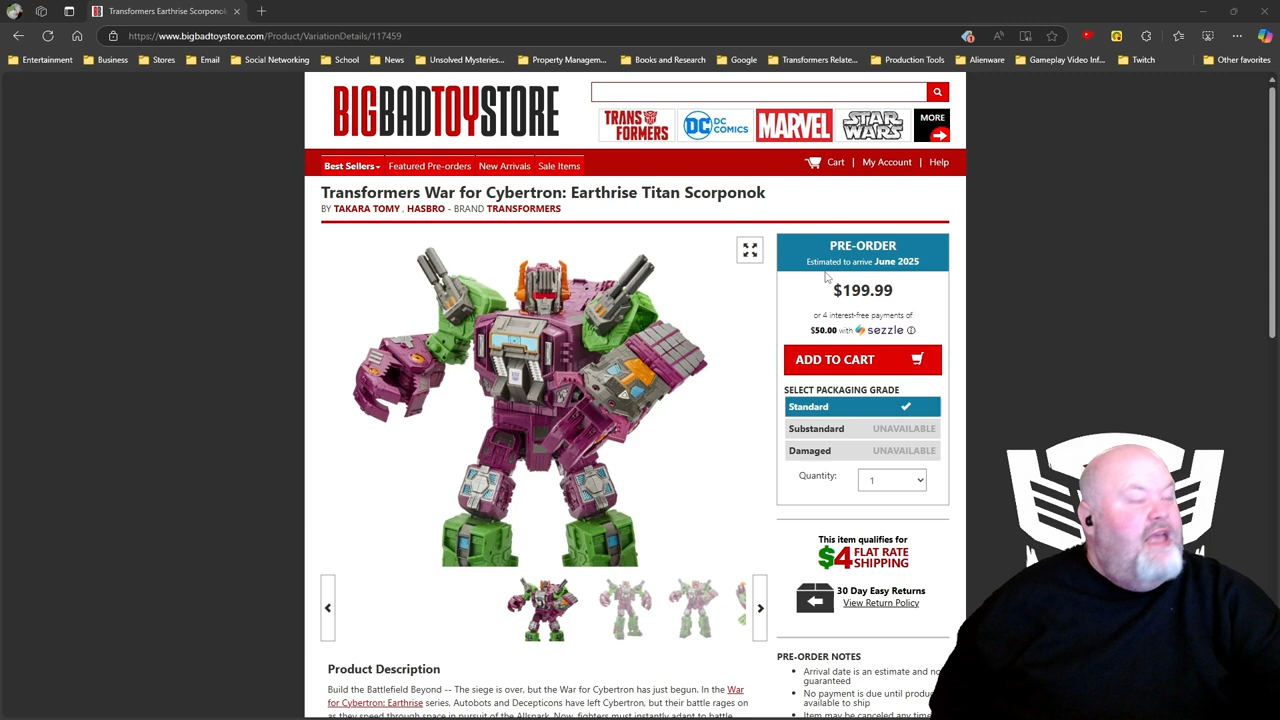 Transformers Earthrise Scorpono
https://www.bigbadtoystore.com/Product/VariationDetails/117459
Entertainment
Business
Stores
Email
Social Networking
School
News
Unsolved Mysteries...
Property Managem...
Books and Research
Google
Transformers Relate...
Production Tools
Alienware
Gameplay Video Inf...
Twitch
Other favorites
BIGBADTOYSTORE
TRANSFORMERS
DC COMICS
MARVEL
STAR WARS
MORE
Best Sellers
Featured Pre-orders
New Arrivals
Sale Items
Cart | My Account | Help
Transformers War for Cybertron: Earthrise Titan Scorponok
BY TAKARA TOMY , HASBRO - BRAND TRANSFORMERS
PRE-ORDER
Estimated to arrive June 2025
$199.99
or 4 interest-free payments of
$50.00 with sezzle
ADD TO CART
SELECT PACKAGING GRADE
Standard
Substandard UNAVAILABLE
Damaged UNAVAILABLE
Quantity: 1
This item qualifies for
$4 FLAT RATE
SHIPPING
30 Day Easy Returns
View Return Policy
PRE-ORDER NOTES
Arrival date is an estimate and no
guaranteed
No payment is due until produ
available to ship
Item may be canceled any time
Product Description
Build the Battlefield Beyond -- The siege is over, but the War for Cybertron has just begun. In the War
for Cybertron: Earthrise series, Autobots and Decepticons have left Cybertron, but their battle rages on
as they speed through space in pursuit of the Allspark. Now, fighters must instantly adapt to battle